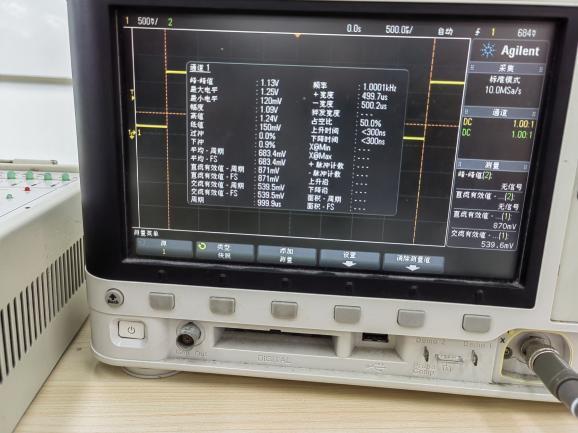 1 500▽/ 2 0.0s 500.0▽/ 自动 1 684▽
Agilent
采集
标准模式
10.0MSa/s
通道
DC 1.00:1
DC 1.00:1
测量
峰-峰值[2]:
无信号
直流有效值 - ...[2]:
无信号
直流有效值 - ...[1]:
870mV
交流有效值 - ...[1]:
539.6mV
通道 1
峰-峰值 : 1.13V
最大电平 : 1.25V
最小电平 : 120mV
幅度 : 1.09V
高值 : 1.24V
低值 : 150mV
过冲 : 0.0%
下冲 : 0.9%
平均 - 周期 : 683.4mV
平均 - FS : 683.4mV
直流有效值 - 周期 : 871mV
直流有效值 - FS : 871mV
交流有效值 - 周期 : 539.5mV
交流有效值 - FS : 539.5mV
周期 : 999.9us
频率 : 1.0001kHz
+ 宽度 : 499.7us
- 宽度 : 500.2us
猝发宽度 : ---
占空比 : 50.0%
上升时间 : <300ns
下降时间 : <300ns
X@Min : ---
X@Max : ---
+ 脉冲计数 : ---
- 脉冲计数 : ---
上升沿 : ---
下降沿 : ---
面积 - 周期 : ---
面积 - FS : ---
测量菜单
源
1
类型
快照
添加
测量
设置
清除测量值
DIGITAL
Demo 2
Demo 1
Probe
Comp
X